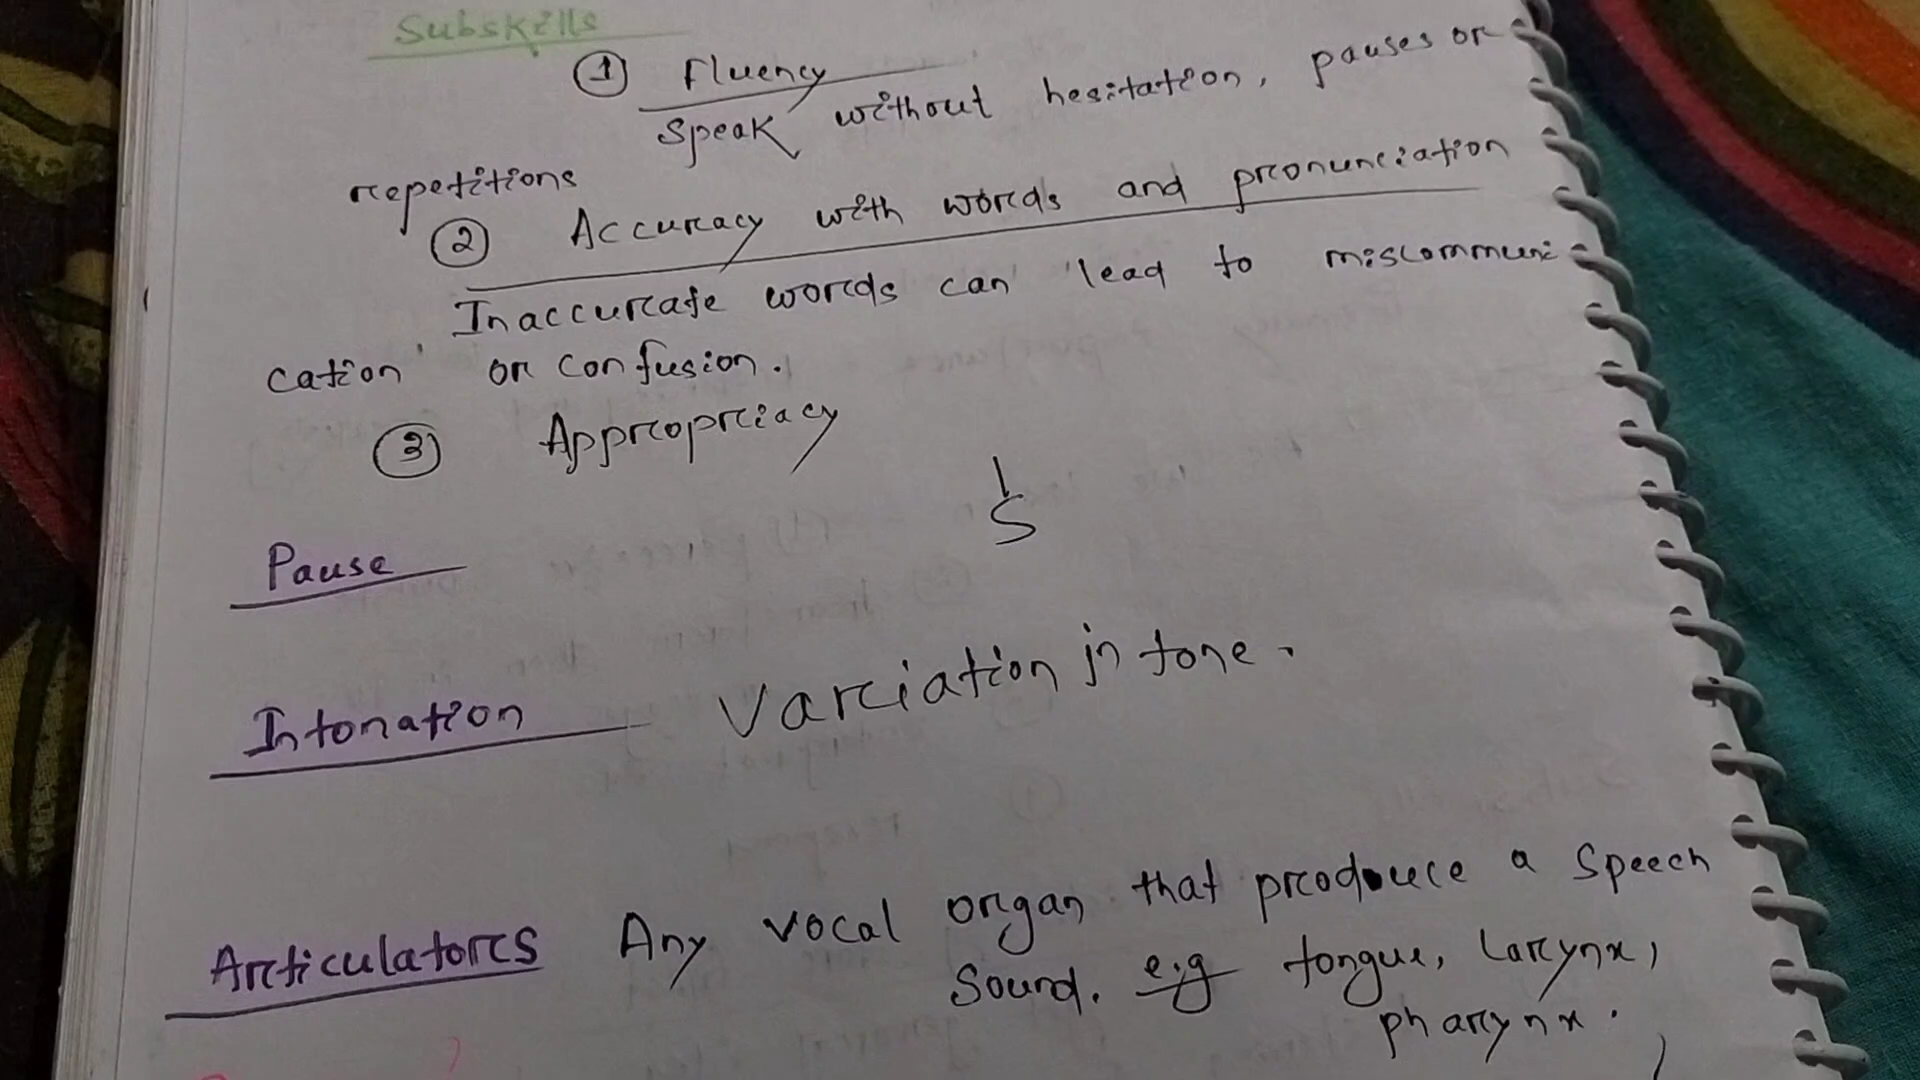 Subskills
① Fluency
Speak without hesitation, pauses or
repetitions
② Accuracy with words and pronunciation
Inaccurate words can lead to miscommuni
cation or confusion.
③ Appropriacy
Pause
Intonation Variation in tone.
Articulators Any vocal organ that produce a speech
sound. e.g tongue, larynx,
pharynx.